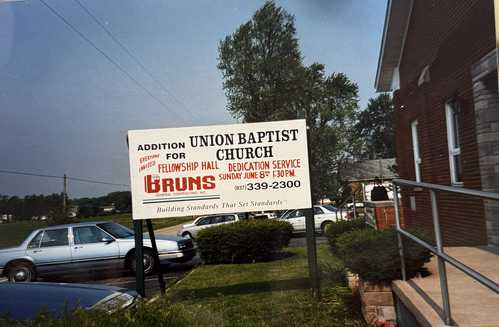 ADDITION FOR UNION BAPTIST CHURCH
EVERYONE INVITED
FELLOWSHIP HALL DEDICATION SERVICE
SUNDAY JUNE 8TH 1:30 P.M.
BRUNS
GENERAL CONTRACTING, INC.
(937) 339-2300
Building Standards That Set Standards